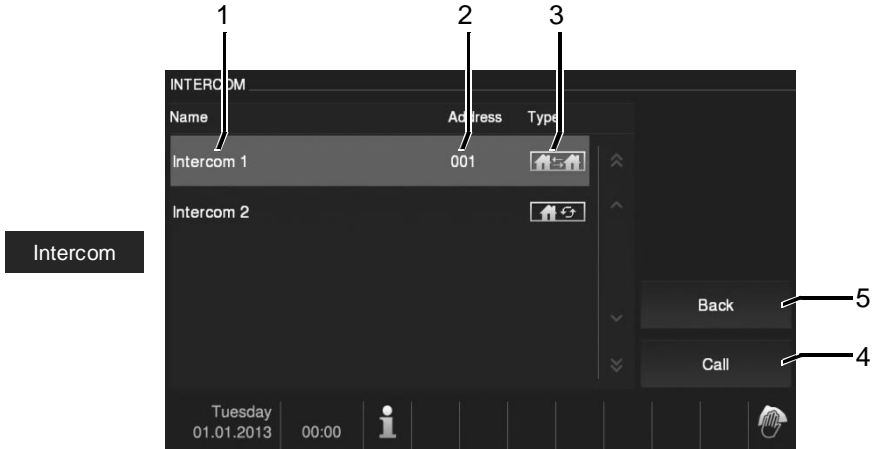 1 2 3
INTERCOM
Name Address Type
Intercom 1 001
Intercom 2
Intercom
Back 5
Call 4
Tuesday
01.01.2013 00:00